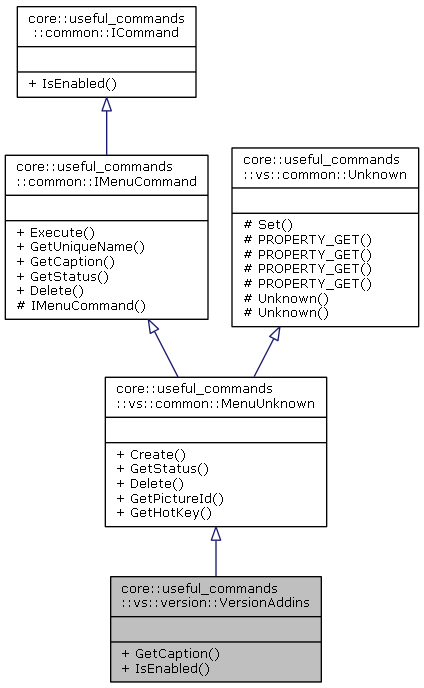 core::useful_commands
::common::ICommand
+ IsEnabled()
core::useful_commands
::common::IMenuCommand
+ Execute()
+ GetUniqueName()
+ GetCaption()
+ GetStatus()
+ Delete()
# IMenuCommand()
core::useful_commands
::vs::common::Unknown
# Set()
# PROPERTY_GET()
# PROPERTY_GET()
# PROPERTY_GET()
# PROPERTY_GET()
# Unknown()
# Unknown()
core::useful_commands
::vs::common::MenuUnknown
+ Create()
+ GetStatus()
+ Delete()
+ GetPictureId()
+ GetHotKey()
core::useful_commands
::vs::version::VersionAddins
+ GetCaption()
+ IsEnabled()